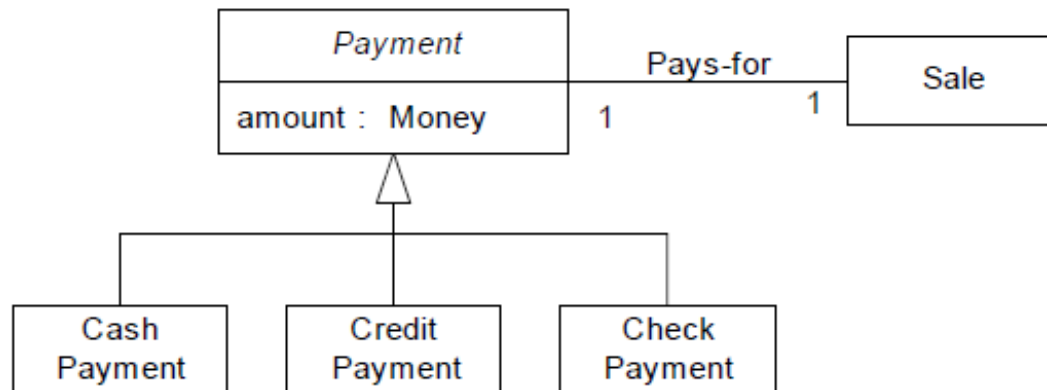 Payment
amount : Money
Pays-for
1
1
Sale
Cash
Payment
Credit
Payment
Check
Payment